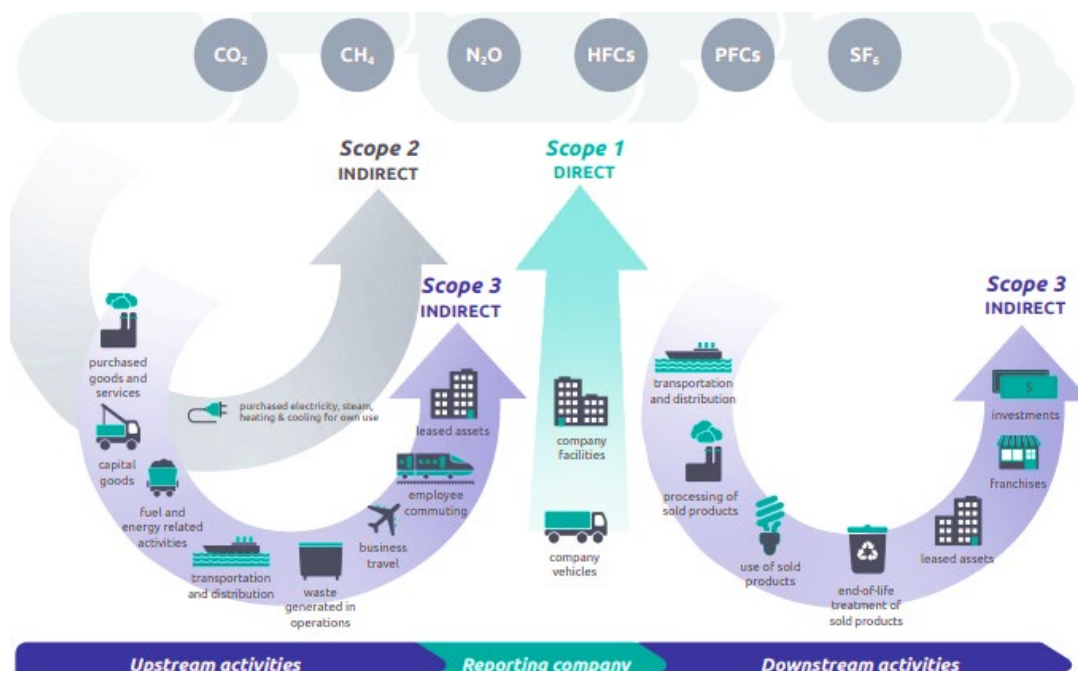 CO₂
CH₄
N₂O
HFCs
PFCs
SF₆
Scope 2
INDIRECT
Scope 1
DIRECT
Scope 3
INDIRECT
Scope 3
INDIRECT
purchased
goods and
services
purchased electricity, steam,
heating & cooling for own use
capital
goods
fuel and
energy related
activities
transportation
and distribution
waste
generated in
operations
business
travel
employee
commuting
leased assets
company
facilities
company
vehicles
transportation
and distribution
processing of
sold products
use of sold
products
end-of-life
treatment of
sold products
leased assets
franchises
investments
$
Upstream activities
Reporting company
Downstream activities